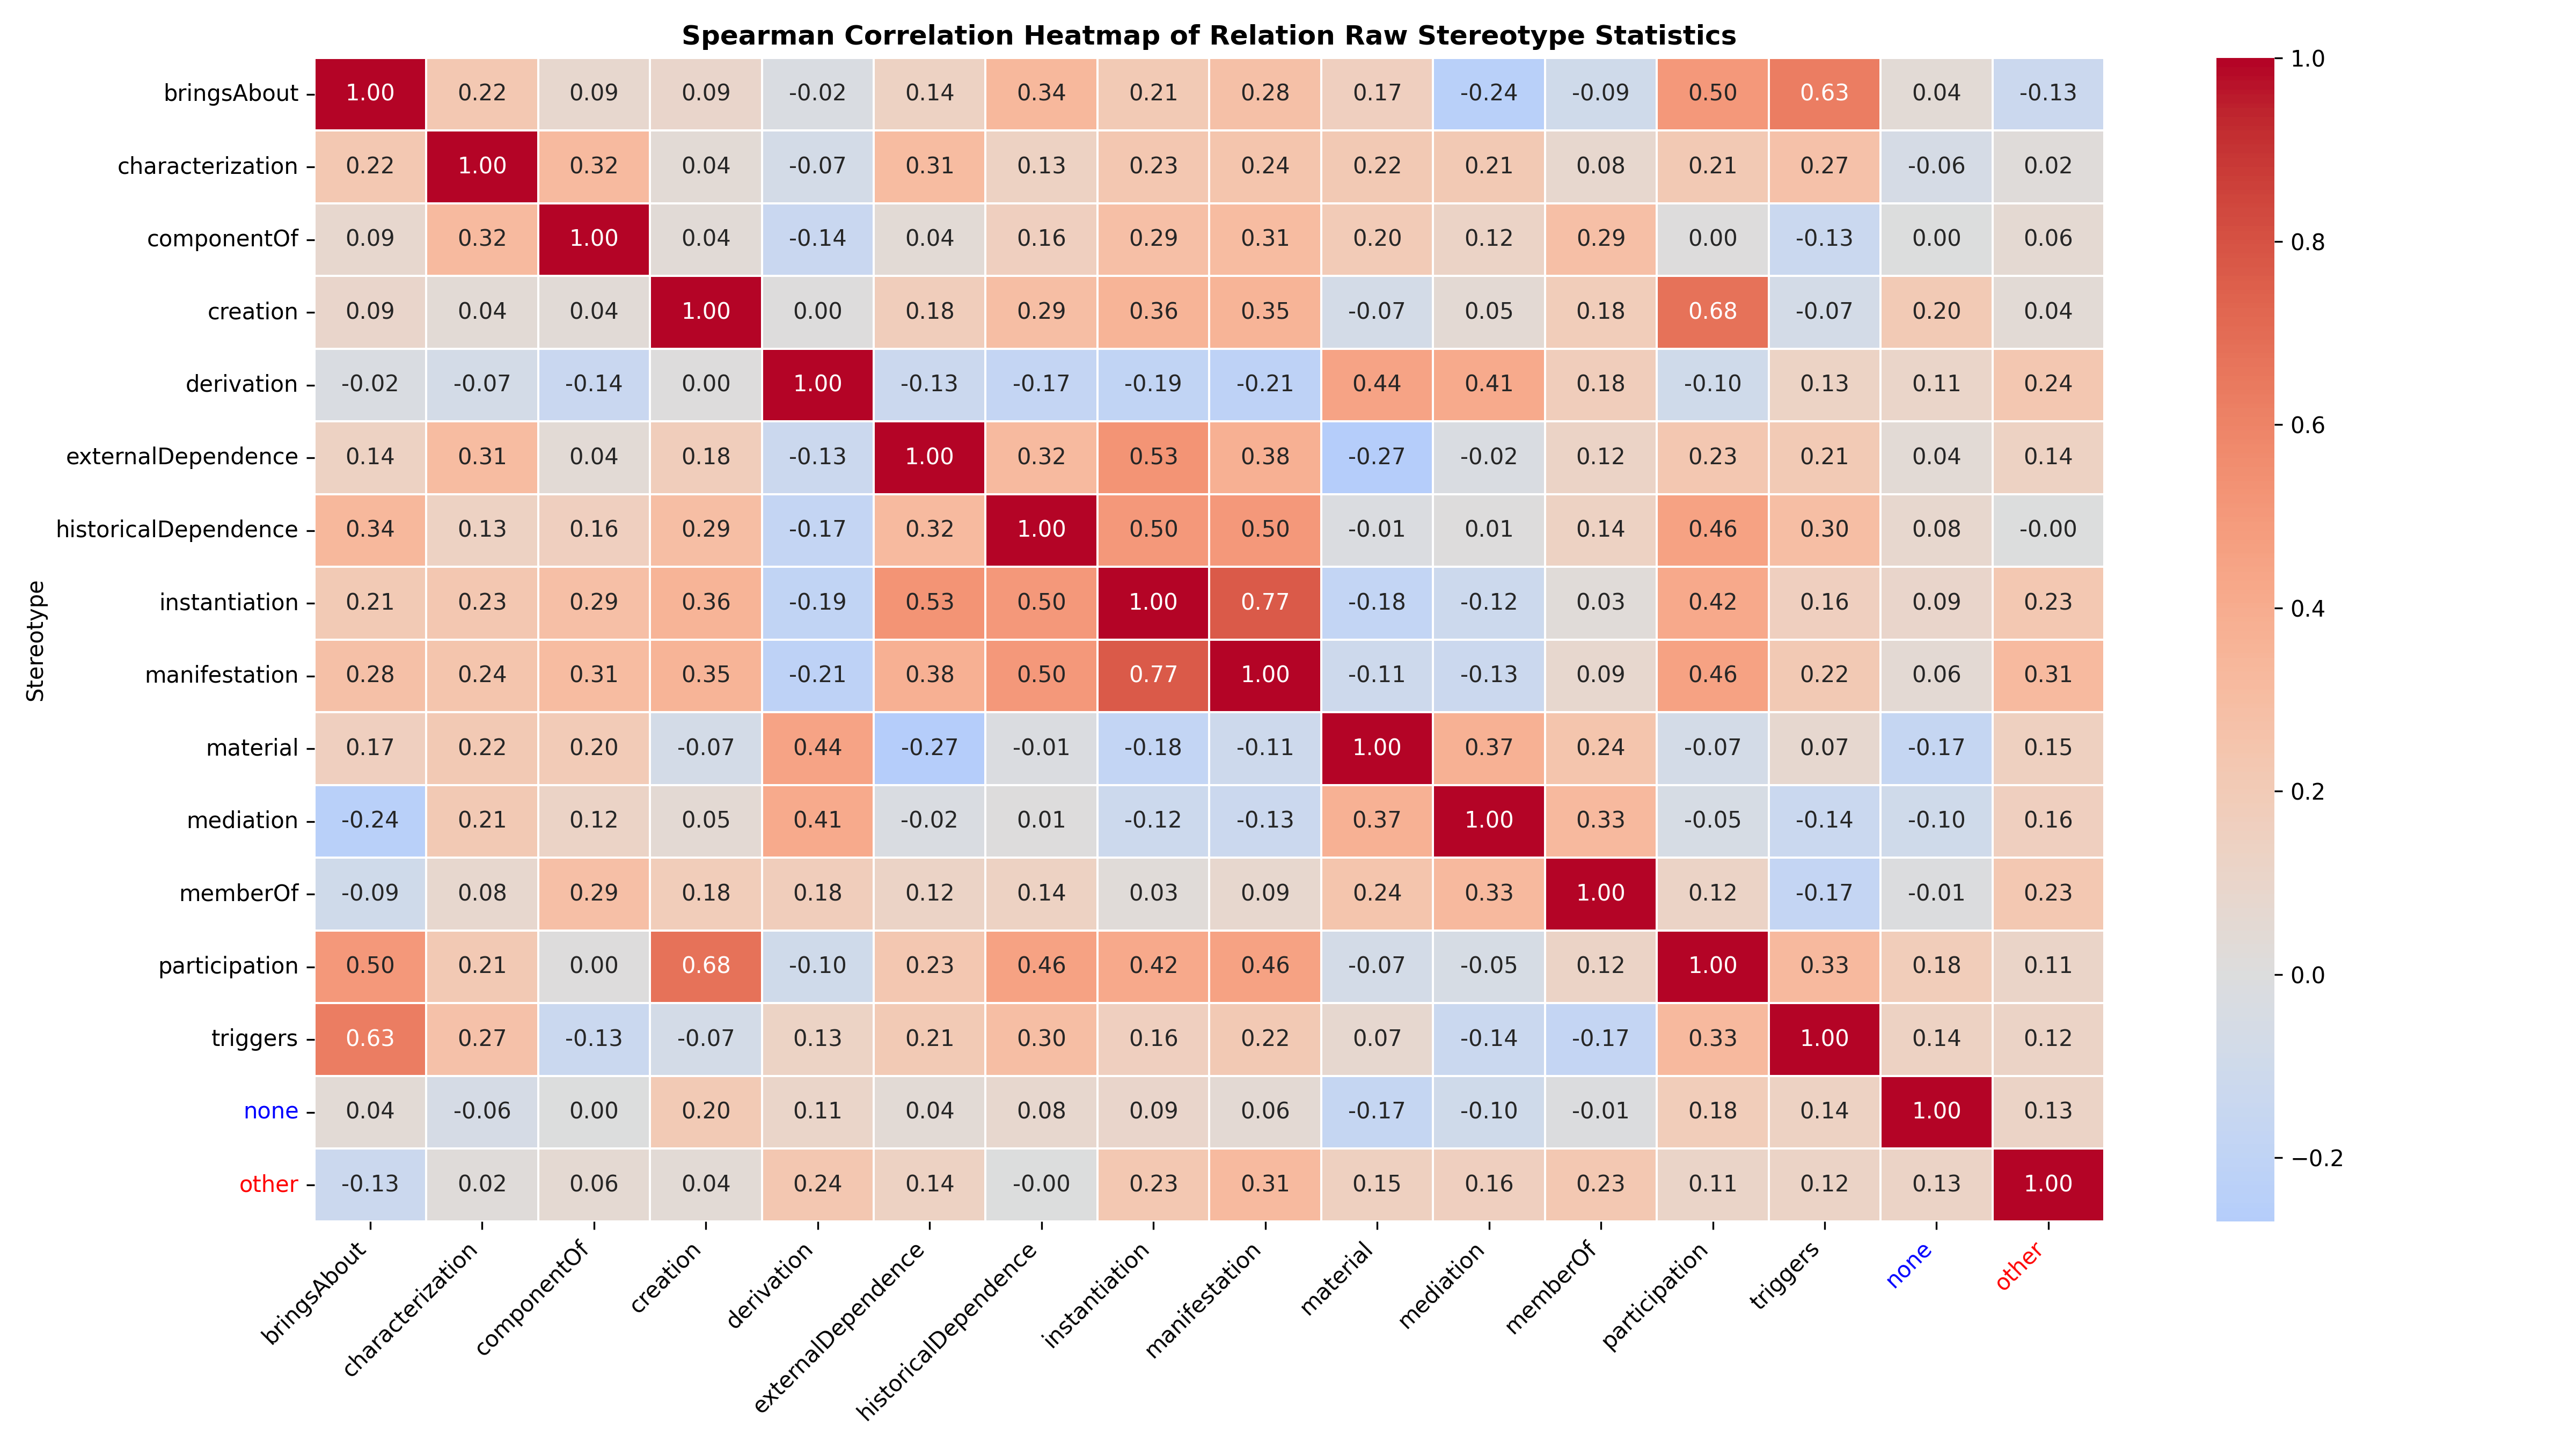 Spearman Correlation Heatmap of Relation Raw Stereotype Statistics
Stereotype
bringsAbout 1.00 0.22 0.09 0.09 -0.02 0.14 0.34 0.21 0.28 0.17 -0.24 -0.09 0.50 0.63 0.04 -0.13
characterization 0.22 1.00 0.32 0.04 -0.07 0.31 0.13 0.23 0.24 0.22 0.21 0.08 0.21 0.27 -0.06 0.02
componentOf 0.09 0.32 1.00 0.04 -0.14 0.04 0.16 0.29 0.31 0.20 0.12 0.29 0.00 -0.13 0.00 0.06
creation 0.09 0.04 0.04 1.00 0.00 0.18 0.29 0.36 0.35 -0.07 0.05 0.18 0.68 -0.07 0.20 0.04
derivation -0.02 -0.07 -0.14 0.00 1.00 -0.13 -0.17 -0.19 -0.21 0.44 0.41 0.18 -0.10 0.13 0.11 0.24
externalDependence 0.14 0.31 0.04 0.18 -0.13 1.00 0.32 0.53 0.38 -0.27 -0.02 0.12 0.23 0.21 0.04 0.14
historicalDependence 0.34 0.13 0.16 0.29 -0.17 0.32 1.00 0.50 0.50 -0.01 0.01 0.14 0.46 0.30 0.08 -0.00
instantiation 0.21 0.23 0.29 0.36 -0.19 0.53 0.50 1.00 0.77 -0.18 -0.12 0.03 0.42 0.16 0.09 0.23
manifestation 0.28 0.24 0.31 0.35 -0.21 0.38 0.50 0.77 1.00 -0.11 -0.13 0.09 0.46 0.22 0.06 0.31
material 0.17 0.22 0.20 -0.07 0.44 -0.27 -0.01 -0.18 -0.11 1.00 0.37 0.24 -0.07 0.07 -0.17 0.15
mediation -0.24 0.21 0.12 0.05 0.41 -0.02 0.01 -0.12 -0.13 0.37 1.00 0.33 -0.05 -0.14 -0.10 0.16
memberOf -0.09 0.08 0.29 0.18 0.18 0.12 0.14 0.03 0.09 0.24 0.33 1.00 0.12 -0.17 -0.01 0.23
participation 0.50 0.21 0.00 0.68 -0.10 0.23 0.46 0.42 0.46 -0.07 -0.05 0.12 1.00 0.33 0.18 0.11
triggers 0.63 0.27 -0.13 -0.07 0.13 0.21 0.30 0.16 0.22 0.07 -0.14 -0.17 0.33 1.00 0.14 0.12
none 0.04 -0.06 0.00 0.20 0.11 0.04 0.08 0.09 0.06 -0.17 -0.10 -0.01 0.18 0.14 1.00 0.13
other -0.13 0.02 0.06 0.04 0.24 0.14 -0.00 0.23 0.31 0.15 0.16 0.23 0.11 0.12 0.13 1.00
bringsAbout characterization componentOf creation derivation externalDependence historicalDependence instantiation manifestation material mediation memberOf participation triggers none other
1.0
0.8
0.6
0.4
0.2
0.0
−0.2